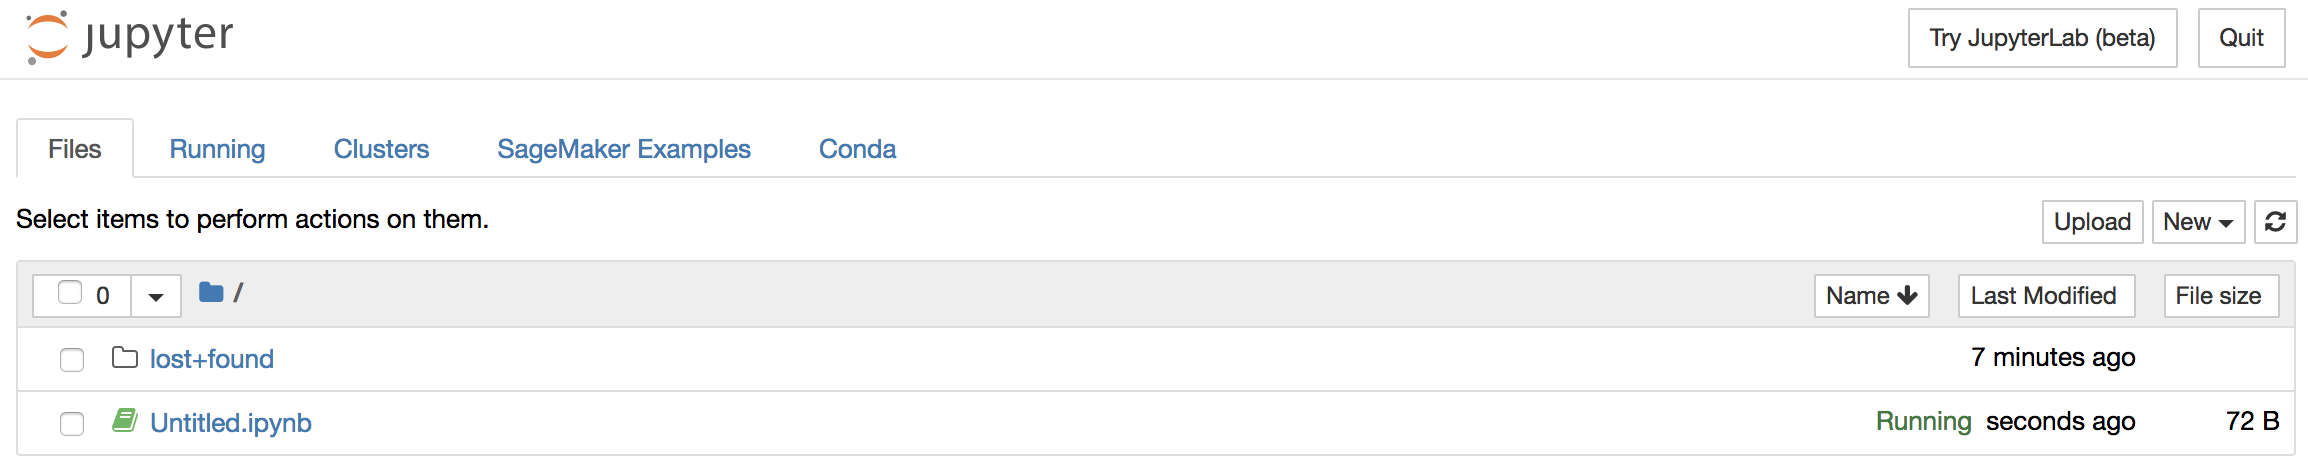 jupyter
Try JupyterLab (beta)
Quit
Files
Running
Clusters
SageMaker Examples
Conda
Select items to perform actions on them.
Upload
New
0
/
Name
Last Modified
File size
lost+found
7 minutes ago
Untitled.ipynb
Running seconds ago
72 B